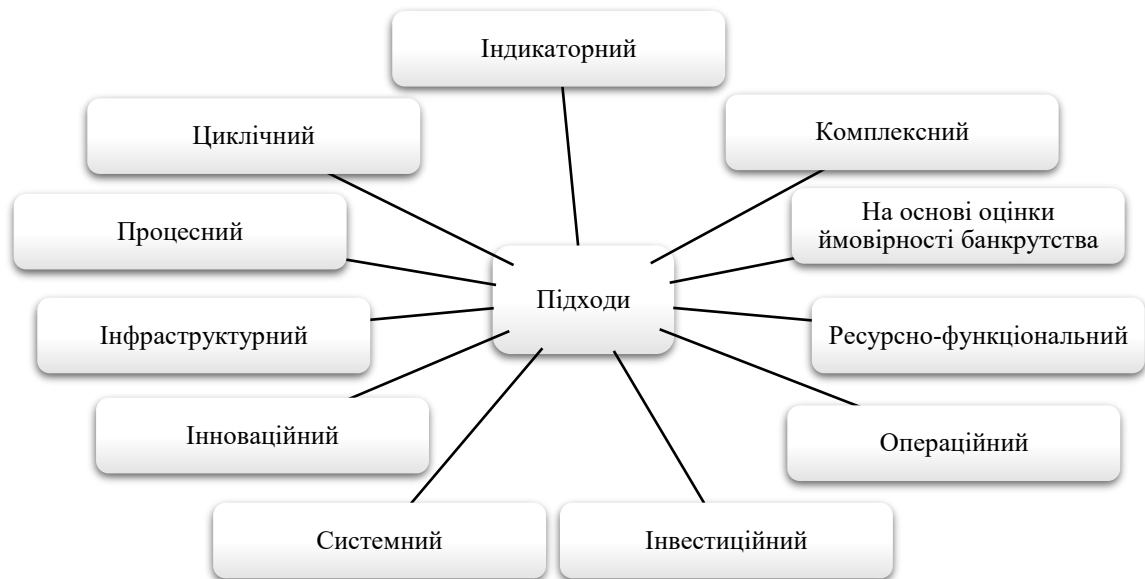 Індикаторний
Циклічний
Комплексний
Процесний
На основі оцінки
ймовірності банкрутства
Підходи
Інфраструктурний
Ресурсно-функціональний
Інноваційний
Операційний
Системний
Інвестиційний